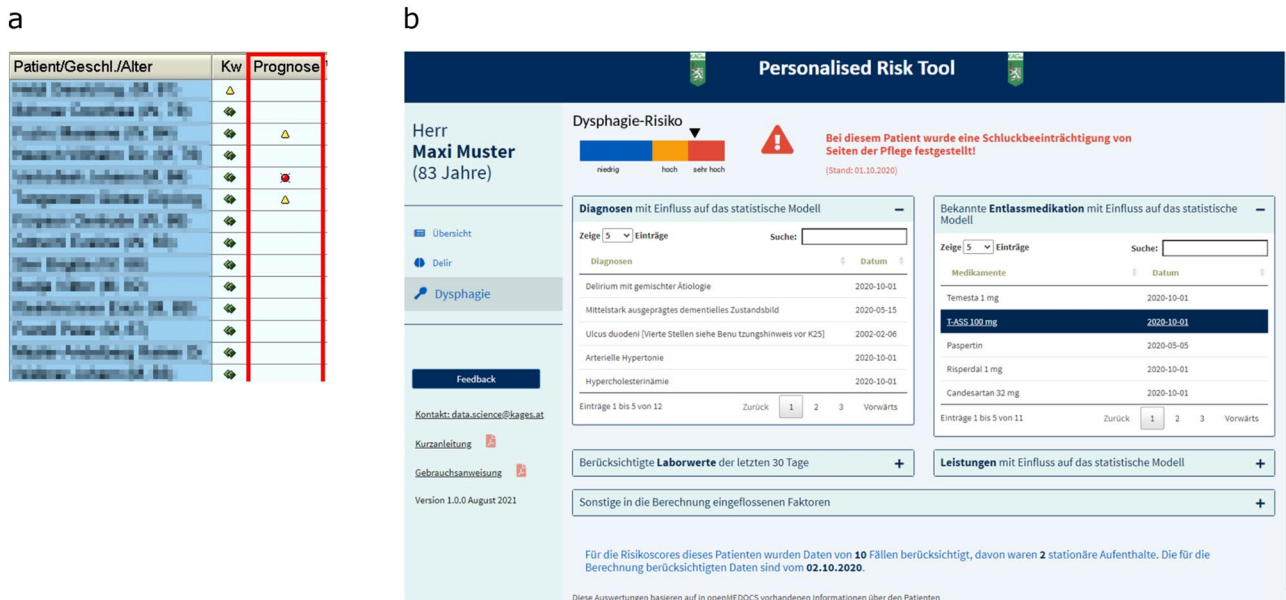 a
b
Patient/Geschl./Alter Kw Prognose
Personalised Risk Tool
Herr
Maxi Muster
(83 Jahre)
Übersicht
Delir
Dysphagie
Feedback
Kontakt: data.science@kages.at
Kurzanleitung
Gebrauchsanweisung
Version 1.0.0 August 2021
Dysphagie-Risiko
niedrig hoch sehr hoch
Bei diesem Patient wurde eine Schluckbeeinträchtigung von
Seiten der Pflege festgestellt!
(Stand: 01.10.2020)
Diagnosen mit Einfluss auf das statistische Modell
Zeige 5 Einträge Suche:
Diagnosen Datum
Delirium mit gemischter Ätiologie 2020-10-01
Mittelstark ausgeprägtes dementielles Zustandsbild 2020-05-15
Ulcus duodeni [Vierte Stellen siehe Benu tzungshinweis vor K25] 2002-02-06
Arterielle Hypertonie 2020-10-01
Hypercholesterinämie 2020-10-01
Einträge 1 bis 5 von 12 Zurück 1 2 3 Vorwärts
Bekannte Entlassmedikation mit Einfluss auf das statistische
Modell
Zeige 5 Einträge Suche:
Medikamente Datum
Temesta 1 mg 2020-10-01
T-ASS 100 mg 2020-10-01
Paspertin 2020-05-05
Risperdal 1 mg 2020-10-01
Candesartan 32 mg 2020-10-01
Einträge 1 bis 5 von 11 Zurück 1 2 3 Vorwärts
Berücksichtigte Laborwerte der letzten 30 Tage
Leistungen mit Einfluss auf das statistische Modell
Sonstige in die Berechnung eingeflossenen Faktoren
Für die Risikoscores dieses Patienten wurden Daten von 10 Fällen berücksichtigt, davon waren 2 stationäre Aufenthalte. Die für die
Berechnung berücksichtigten Daten sind vom 02.10.2020.
Diese Auswertungen basieren auf in openMEDOCS vorhandenen Informationen über den Patienten